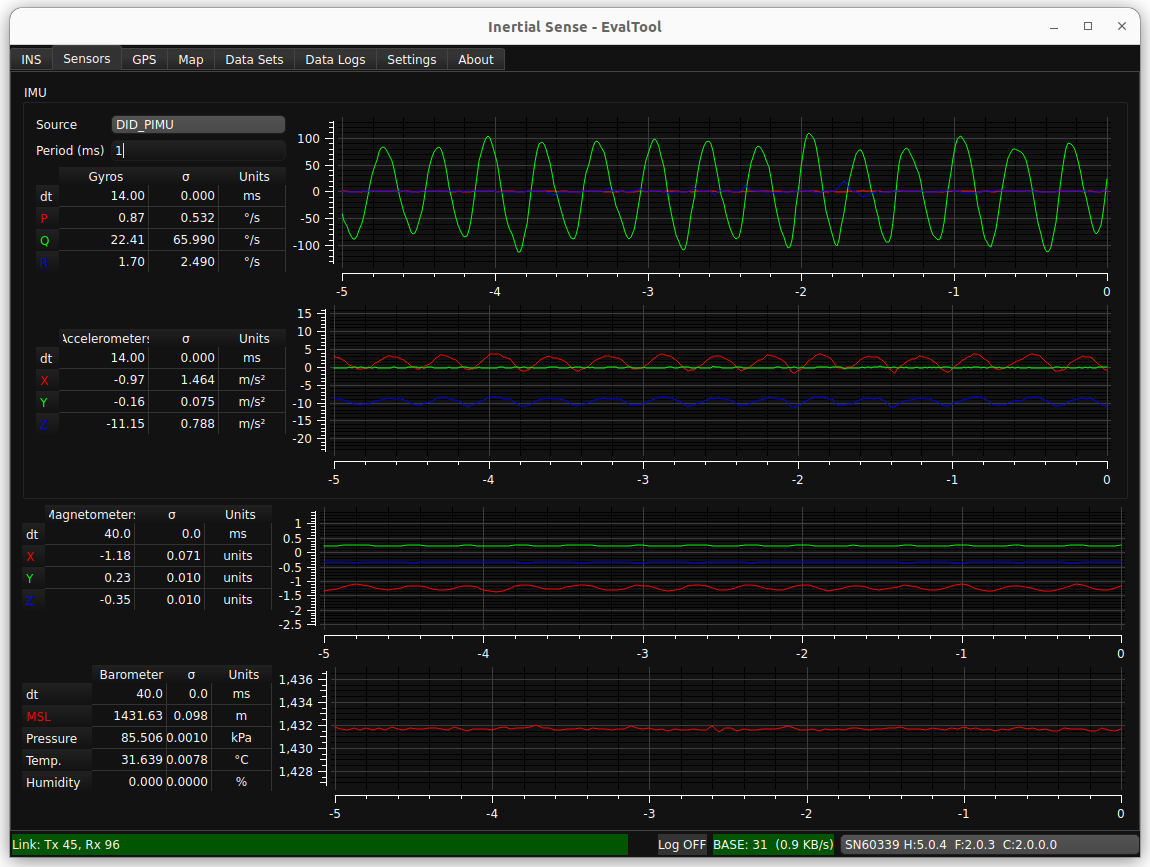 Inertial Sense - EvalTool
INS Sensors GPS Map Data Sets Data Logs Settings About
IMU
Source DID_PIMU
Period (ms) 1
Gyros σ Units
dt 14.00 0.000 ms
P 0.87 0.532 °/s
Q 22.41 65.990 °/s
R 1.70 2.490 °/s
100
50
0
-50
-100
-5 -4 -3 -2 -1 0
Accelerometers σ Units
dt 14.00 0.000 ms
X -0.97 1.464 m/s²
Y -0.16 0.075 m/s²
Z -11.15 0.788 m/s²
15
10
5
0
-5
-10
-15
-20
-5 -4 -3 -2 -1 0
Magnetometers σ Units
dt 40.0 0.0 ms
X -1.18 0.071 units
Y 0.23 0.010 units
Z -0.35 0.010 units
1
0.5
0
-0.5
-1
-1.5
-2
-2.5
-5 -4 -3 -2 -1 0
Barometer σ Units
dt 40.0 0.0 ms
MSL 1431.63 0.098 m
Pressure 85.506 0.0010 kPa
Temp. 31.639 0.0078 °C
Humidity 0.000 0.0000 %
1,436
1,434
1,432
1,430
1,428
-5 -4 -3 -2 -1 0
Link: Tx 45, Rx 96 Log OFF BASE: 31 (0.9 KB/s) SN60339 H:5.0.4 F:2.0.3 C:2.0.0.0